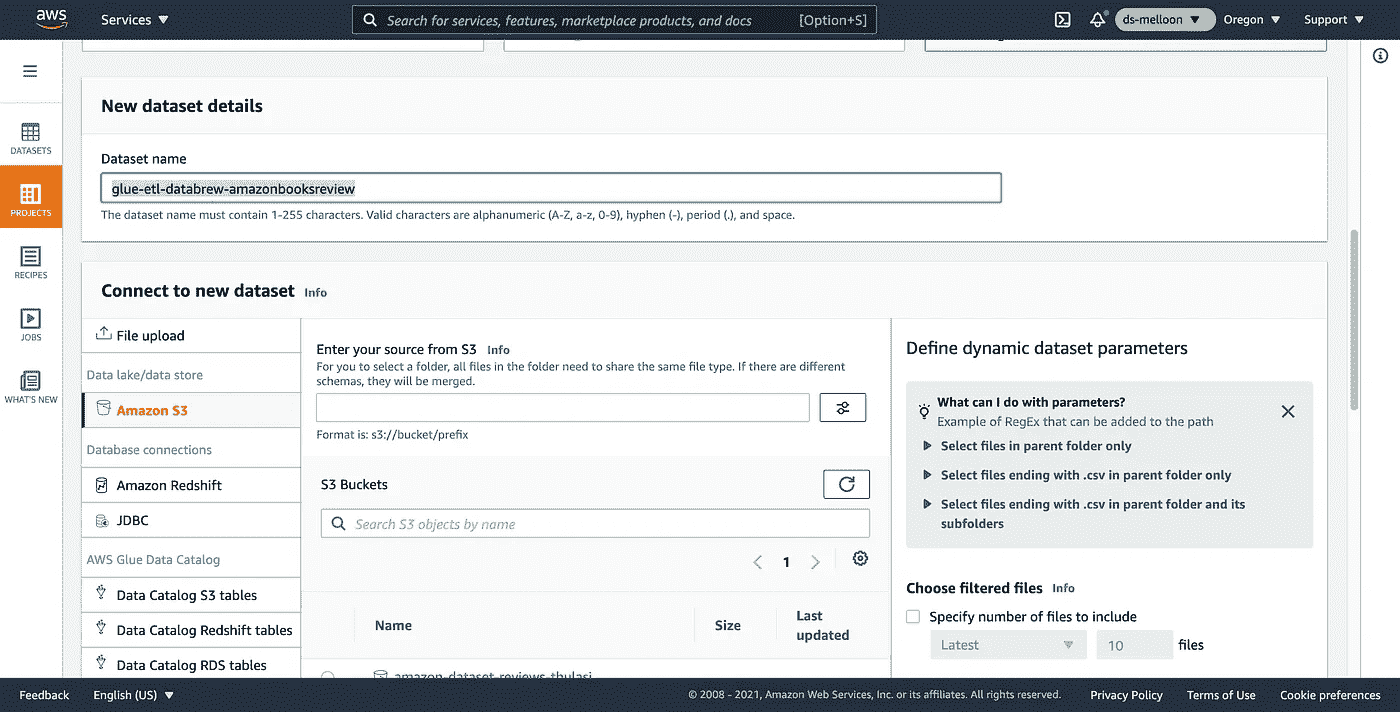 aws
Services ▼
Search for services, features, marketplace products, and docs [Option+S]
ds-melloon ▼
Oregon ▼
Support ▼
DATASETS
PROJECTS
RECIPES
JOBS
WHAT'S NEW
New dataset details
Dataset name
glue-etl-databrew-amazonbooksreview
The dataset name must contain 1-255 characters. Valid characters are alphanumeric (A-Z, a-z, 0-9), hyphen (-), period (.), and space.
Connect to new dataset Info
File upload
Data lake/data store
Amazon S3
Database connections
Amazon Redshift
JDBC
AWS Glue Data Catalog
Data Catalog S3 tables
Data Catalog Redshift tables
Data Catalog RDS tables
Enter your source from S3 Info
For you to select a folder, all files in the folder need to share the same file type. If there are different
schemas, they will be merged.
Format is: s3://bucket/prefix
S3 Buckets
Search S3 objects by name
1
Name
Size
Last
updated
amazon-dataset-reviews-thulasi
Define dynamic dataset parameters
What can I do with parameters?
Example of RegEx that can be added to the path
Select files in parent folder only
Select files ending with .csv in parent folder only
Select files ending with .csv in parent folder and its
subfolders
Choose filtered files Info
Specify number of files to include
Latest
10
files
Feedback
English (US) ▼
© 2008 - 2021, Amazon Web Services, Inc. or its affiliates. All rights reserved.
Privacy Policy
Terms of Use
Cookie preferences